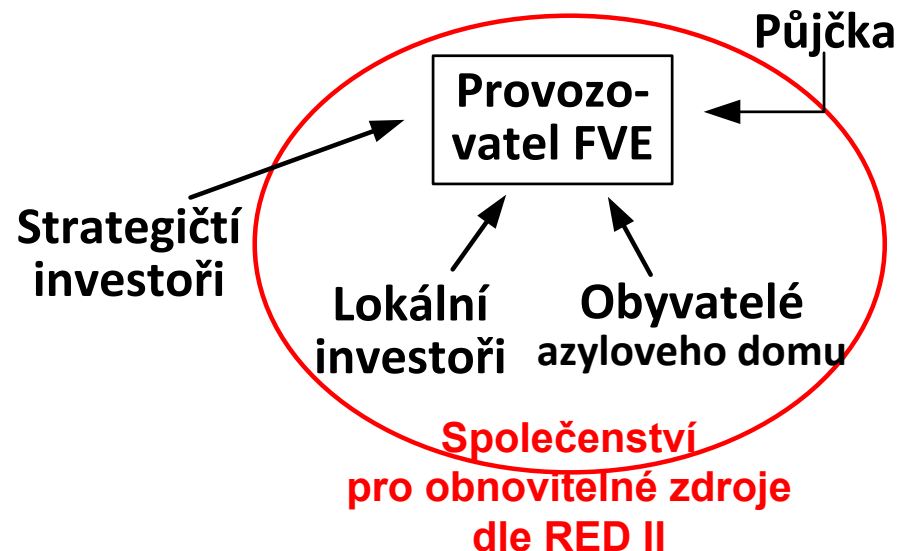 Půjčka
Provozo-
vatel FVE
Strategičtí
investoři
Lokální
investoři
Obyvatelé
azyloveho domu
Společenství
pro obnovitelné zdroje
dle RED II